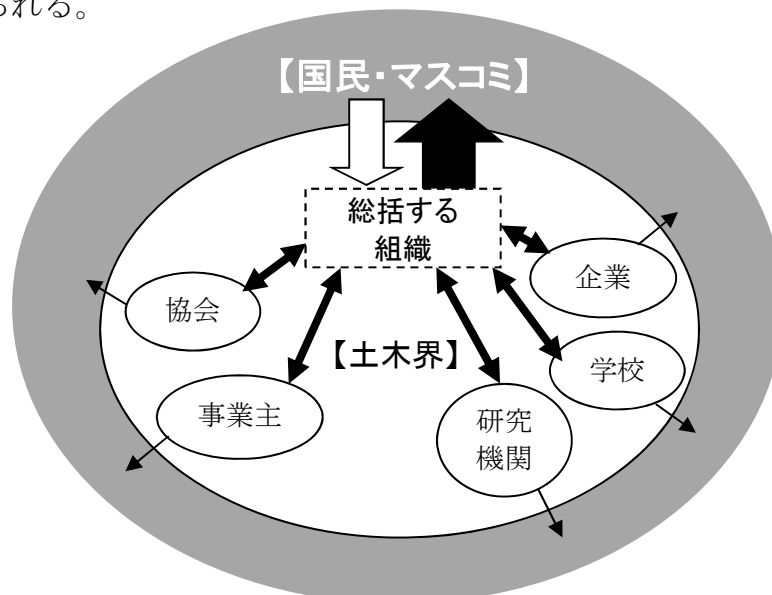 られる。
【国民・マスコミ】
総括する
組織
企業
協会
【土木界】
学校
事業主
研究
機関